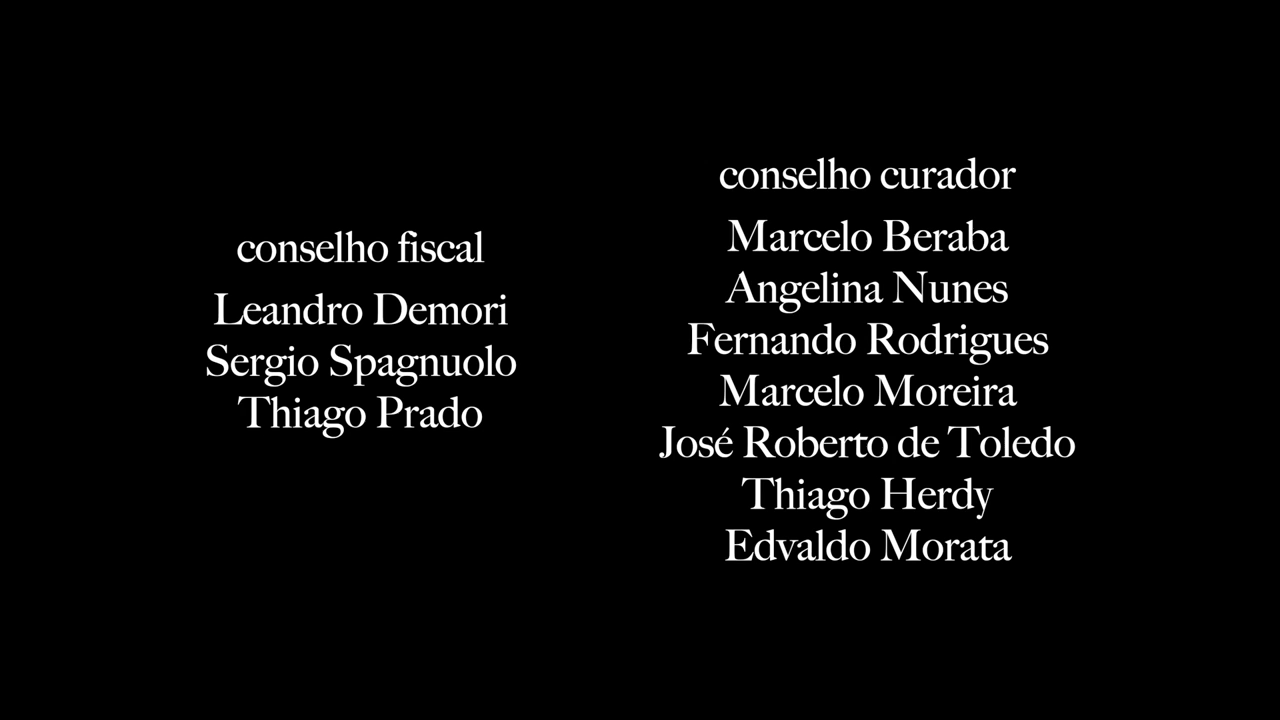 conselho fiscal
Leandro Demori
Sergio Spagnuolo
Thiago Prado
conselho curador
Marcelo Beraba
Angelina Nunes
Fernando Rodrigues
Marcelo Moreira
José Roberto de Toledo
Thiago Herdy
Edvaldo Morata